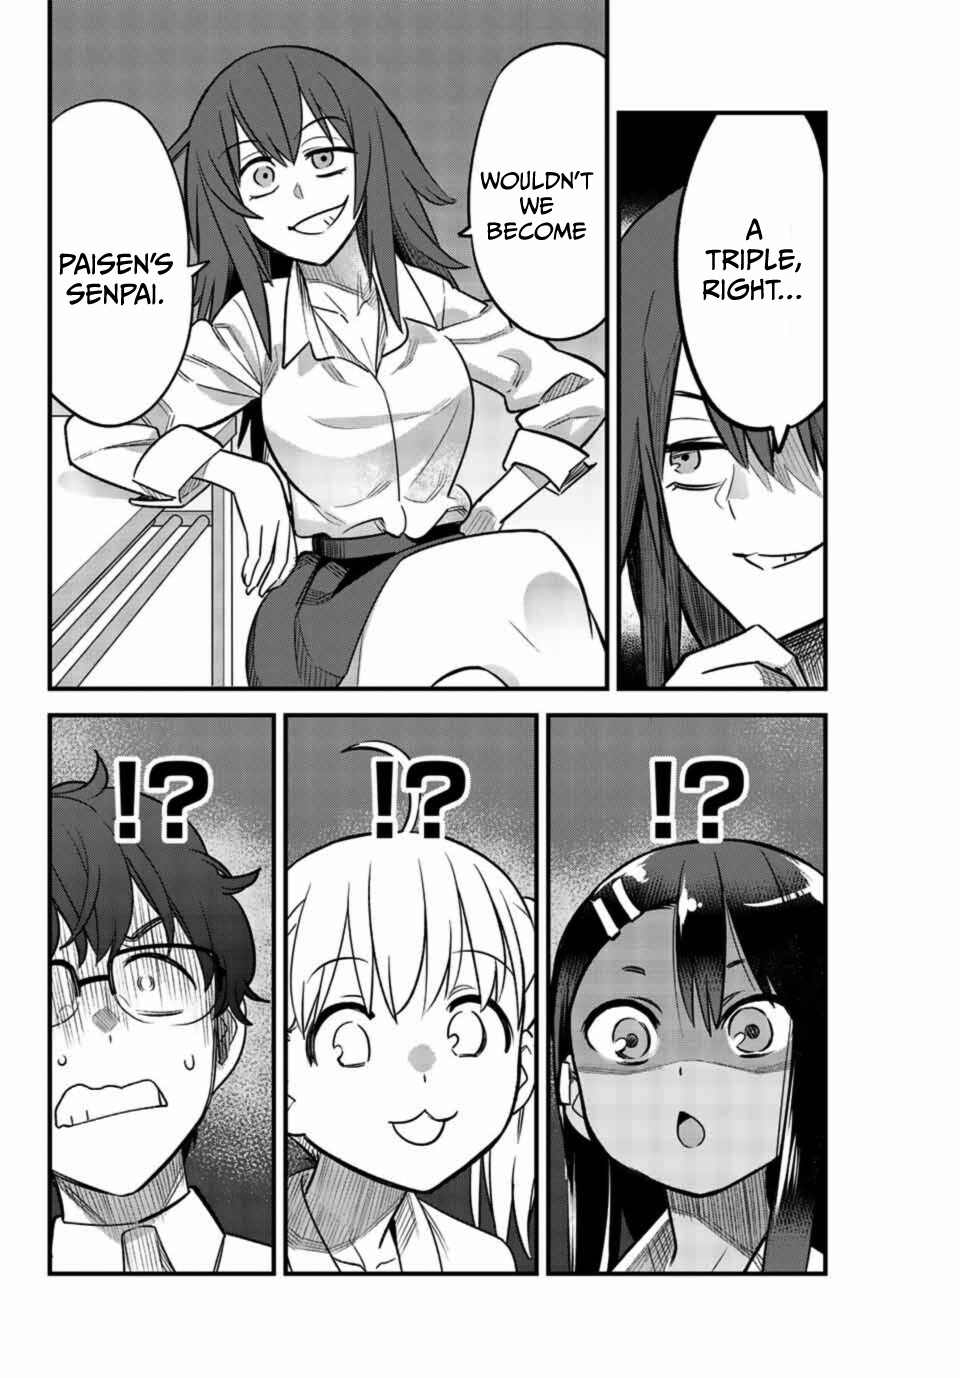 A
TRIPLE,
RIGHT...
WOULDN'T
WE
BECOME
PAISEN'S
SENPAI.
!?
!?
!?